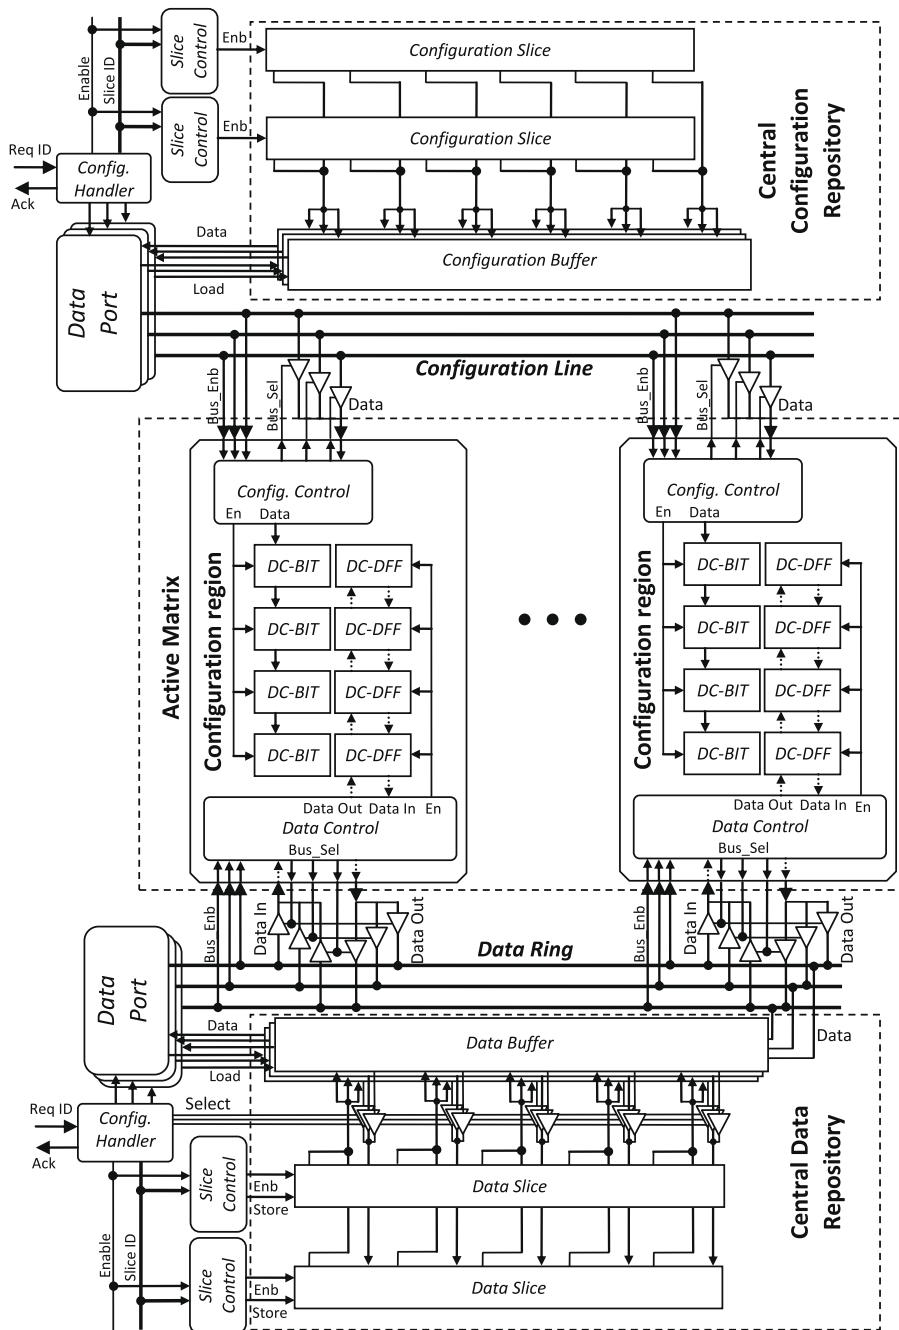 Enable
Slice ID
Slice
Control
Enb
Configuration Slice
Slice
Control
Enb
Configuration Slice
Central
Configuration
Repository
Req ID
Ack
Config.
Handler
Data
Load
Configuration Buffer
Data
Port
Configuration Line
Bus_Enb
Bus_Sel
Data
Bus_Enb
Bus_Sel
Data
Active Matrix
Configuration region
Config. Control
En
Data
DC-BIT
DC-DFF
DC-BIT
DC-DFF
DC-BIT
DC-DFF
DC-BIT
DC-DFF
Data Out
Data In
En
Data Control
Bus_Sel
Configuration region
Config. Control
En
Data
DC-BIT
DC-DFF
DC-BIT
DC-DFF
DC-BIT
DC-DFF
DC-BIT
DC-DFF
Data Out
Data In
En
Data Control
Bus_Sel
Bus_Enb
Data In
Data Out
Bus_Enb
Data In
Data Out
Data Ring
Data
Port
Data
Load
Data Buffer
Data
Select
Req ID
Ack
Config.
Handler
Enable
Slice ID
Slice
Control
Enb
Store
Data Slice
Slice
Control
Enb
Store
Data Slice
Central Data
Repository